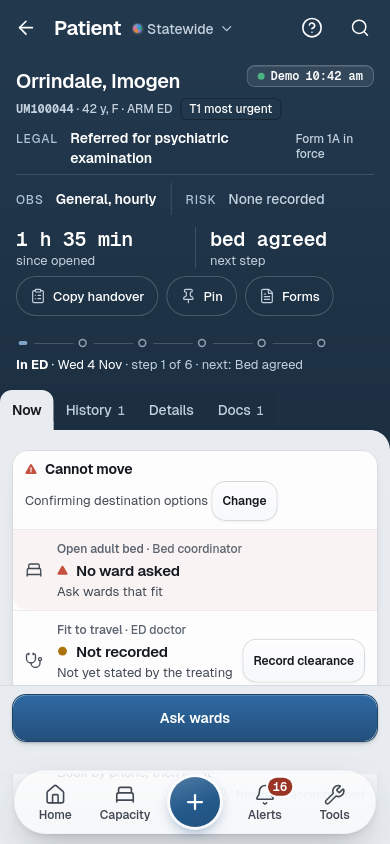 Patient Statewide
Orrindale, Imogen
Demo 10:42 am
UM100044 · 42 y, F · ARM ED T1 most urgent
LEGAL Referred for psychiatric examination Form 1A in force
OBS General, hourly RISK None recorded
1 h 35 min
since opened
bed agreed
next step
Copy handover Pin Forms
In ED · Wed 4 Nov · step 1 of 6 · next: Bed agreed
Now History 1 Details Docs 1
Cannot move
Confirming destination options Change
Open adult bed · Bed coordinator
No ward asked
Ask wards that fit
Fit to travel · ED doctor
Not recorded
Not yet stated by the treating
Record clearance
Ask wards
16
Home Capacity Alerts Tools